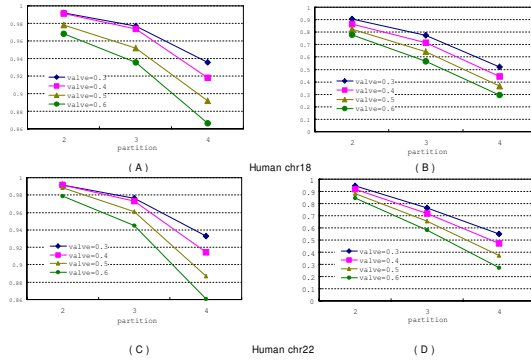 1
0.98
0.96
0.94
0.92
0.9
0.88
0.86
valve=0.3
valve=0.4
valve=0.5
valve=0.6
2 3 4
partition
( A )
1
0.9
0.8
0.7
0.6
0.5
0.4
0.3
0.2
0.1
0
valve=0.3
valve=0.4
valve=0.5
valve=0.6
2 3 4
partition
( B )
Human chr18
1
0.98
0.96
0.94
0.92
0.9
0.88
0.86
valve=0.3
valve=0.4
valve=0.5
valve=0.6
2 3 4
partition
( C )
1
0.9
0.8
0.7
0.6
0.5
0.4
0.3
0.2
0.1
0
valve=0.3
valve=0.4
valve=0.5
valve=0.6
2 3 4
partition
( D )
Human chr22